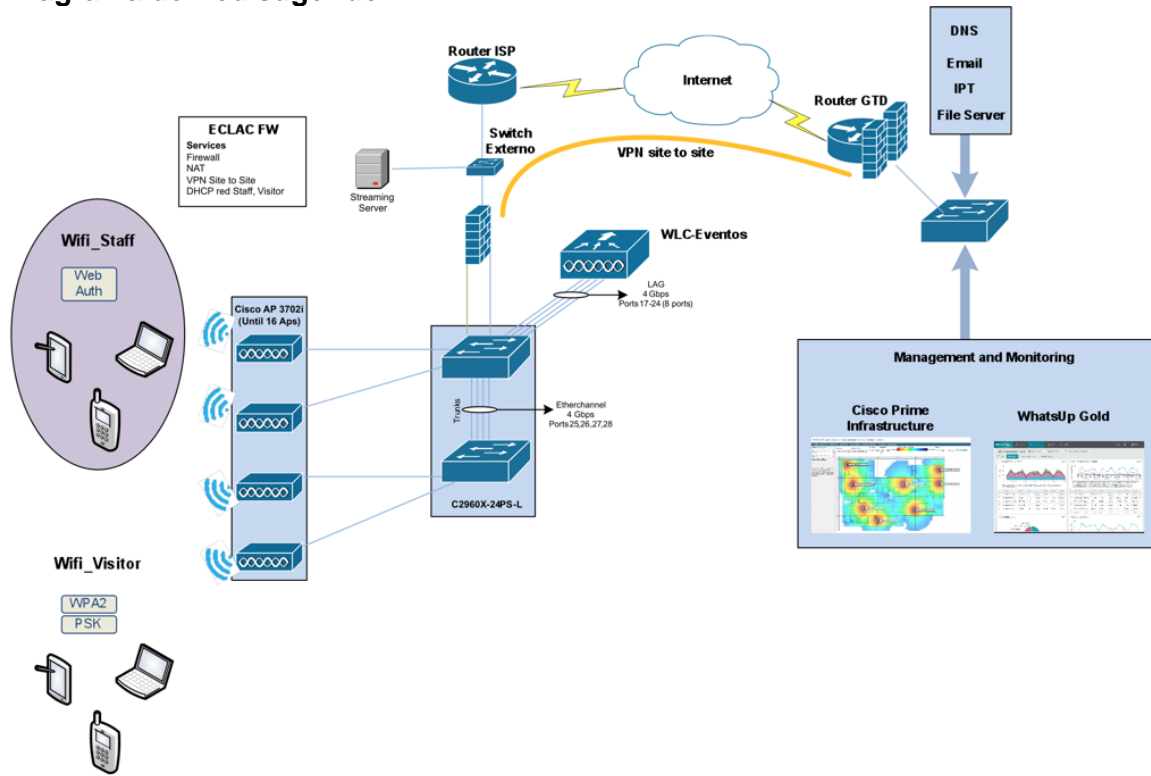 DNS
Email
IPT
File Server
Router ISP
Internet
Router GTD
ECLAC FW
Services
Firewall
NAT
VPN Site to Site
DHCP red Staff, Visitor
Switch
Externo
VPN site to site
Streaming
Server
WLC-Eventos
Wifi_Staff
Web
Auth
LAG
4 Gbps
Ports 17-24 (8 ports)
Cisco AP 3702i
(Until 16 Aps)
Trunks
Etherchannel
4 Gbps
Ports 25,26,27,28
C2960X-24PS-L
Management and Monitoring
Cisco Prime
Infrastructure
WhatsUp Gold
Wifi_Visitor
WPA2
PSK